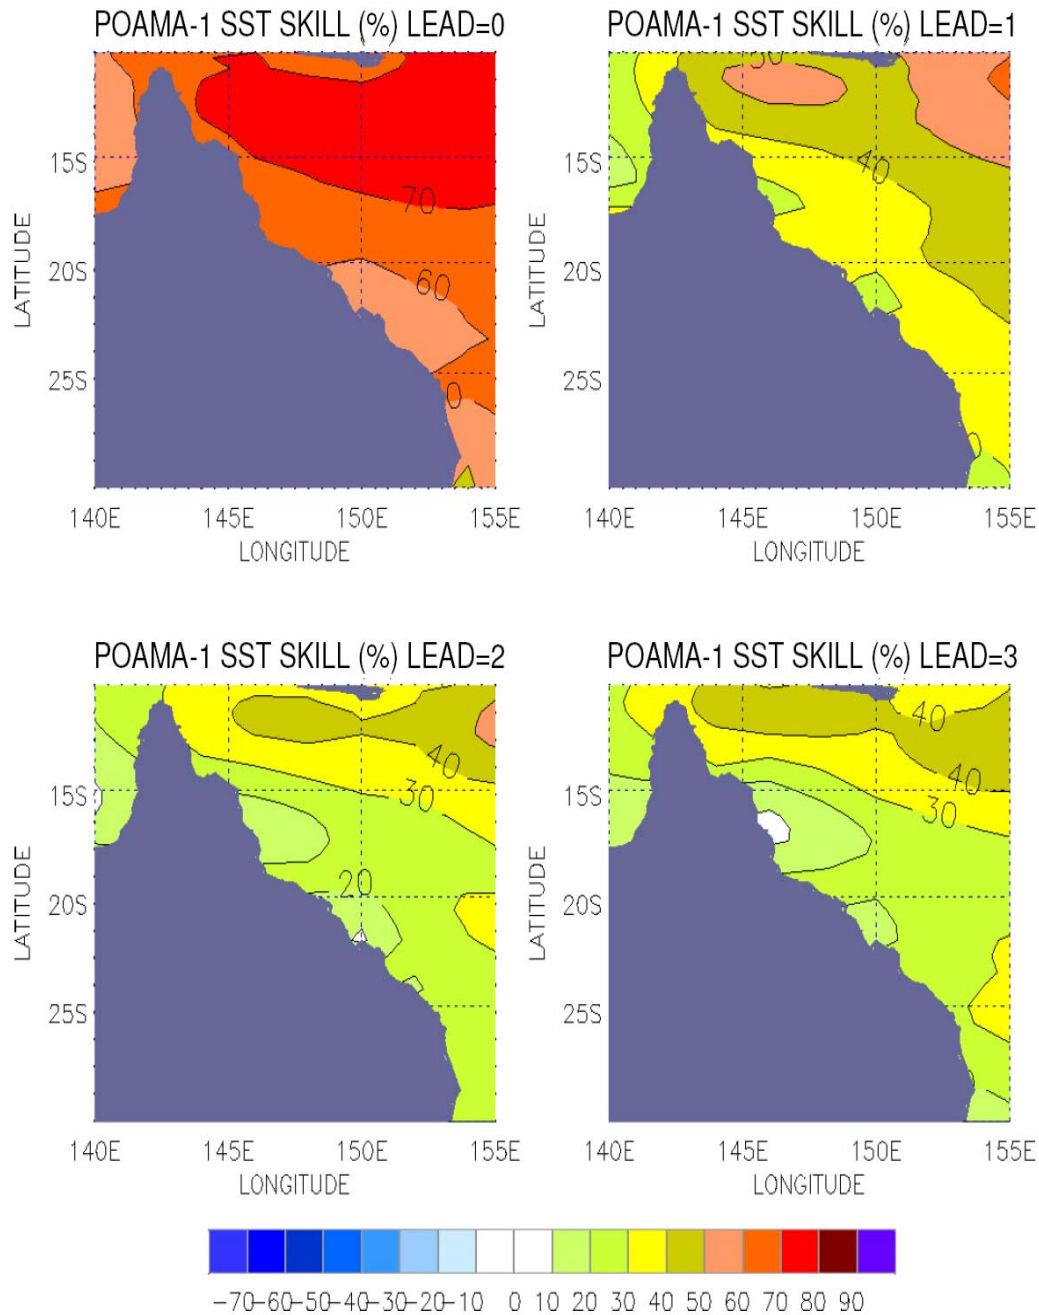 POAMA-1 SST SKILL (%) LEAD=0
70
60
0
15S
20S
25S
LATITUDE
140E 145E 150E 155E
LONGITUDE
POAMA-1 SST SKILL (%) LEAD=1
40
15S
20S
25S
LATITUDE
140E 145E 150E 155E
LONGITUDE
POAMA-1 SST SKILL (%) LEAD=2
40
30
20
15S
20S
25S
LATITUDE
140E 145E 150E 155E
LONGITUDE
POAMA-1 SST SKILL (%) LEAD=3
40
40
30
15S
20S
25S
LATITUDE
140E 145E 150E 155E
LONGITUDE
-70-60-50-40-30-20-10 0 10 20 30 40 50 60 70 80 90